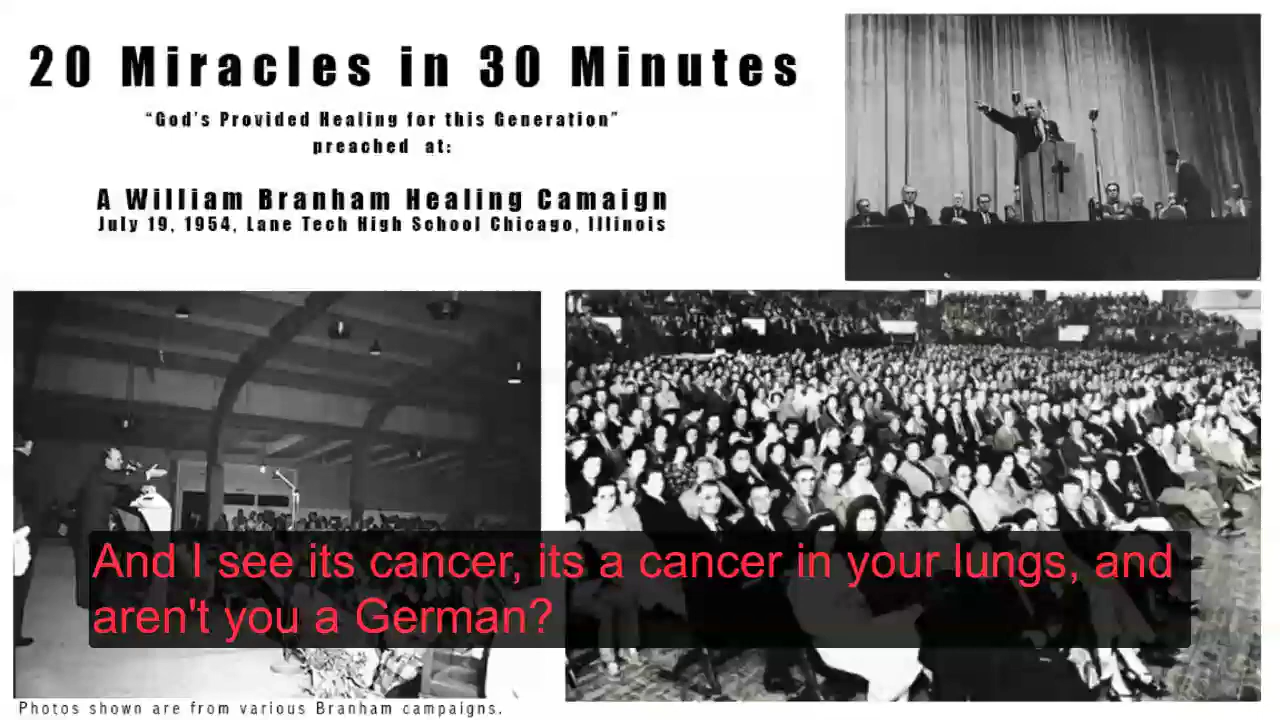 20 Miracles in 30 Minutes
“God's Provided Healing for this Generation”
preached at:
A William Branham Healing Camaign
July 19, 1954, Lane Tech High School Chicago, Illinois
And I see its cancer, its a cancer in your lungs, and
aren't you a German?
Photos shown are from various Branham campaigns.